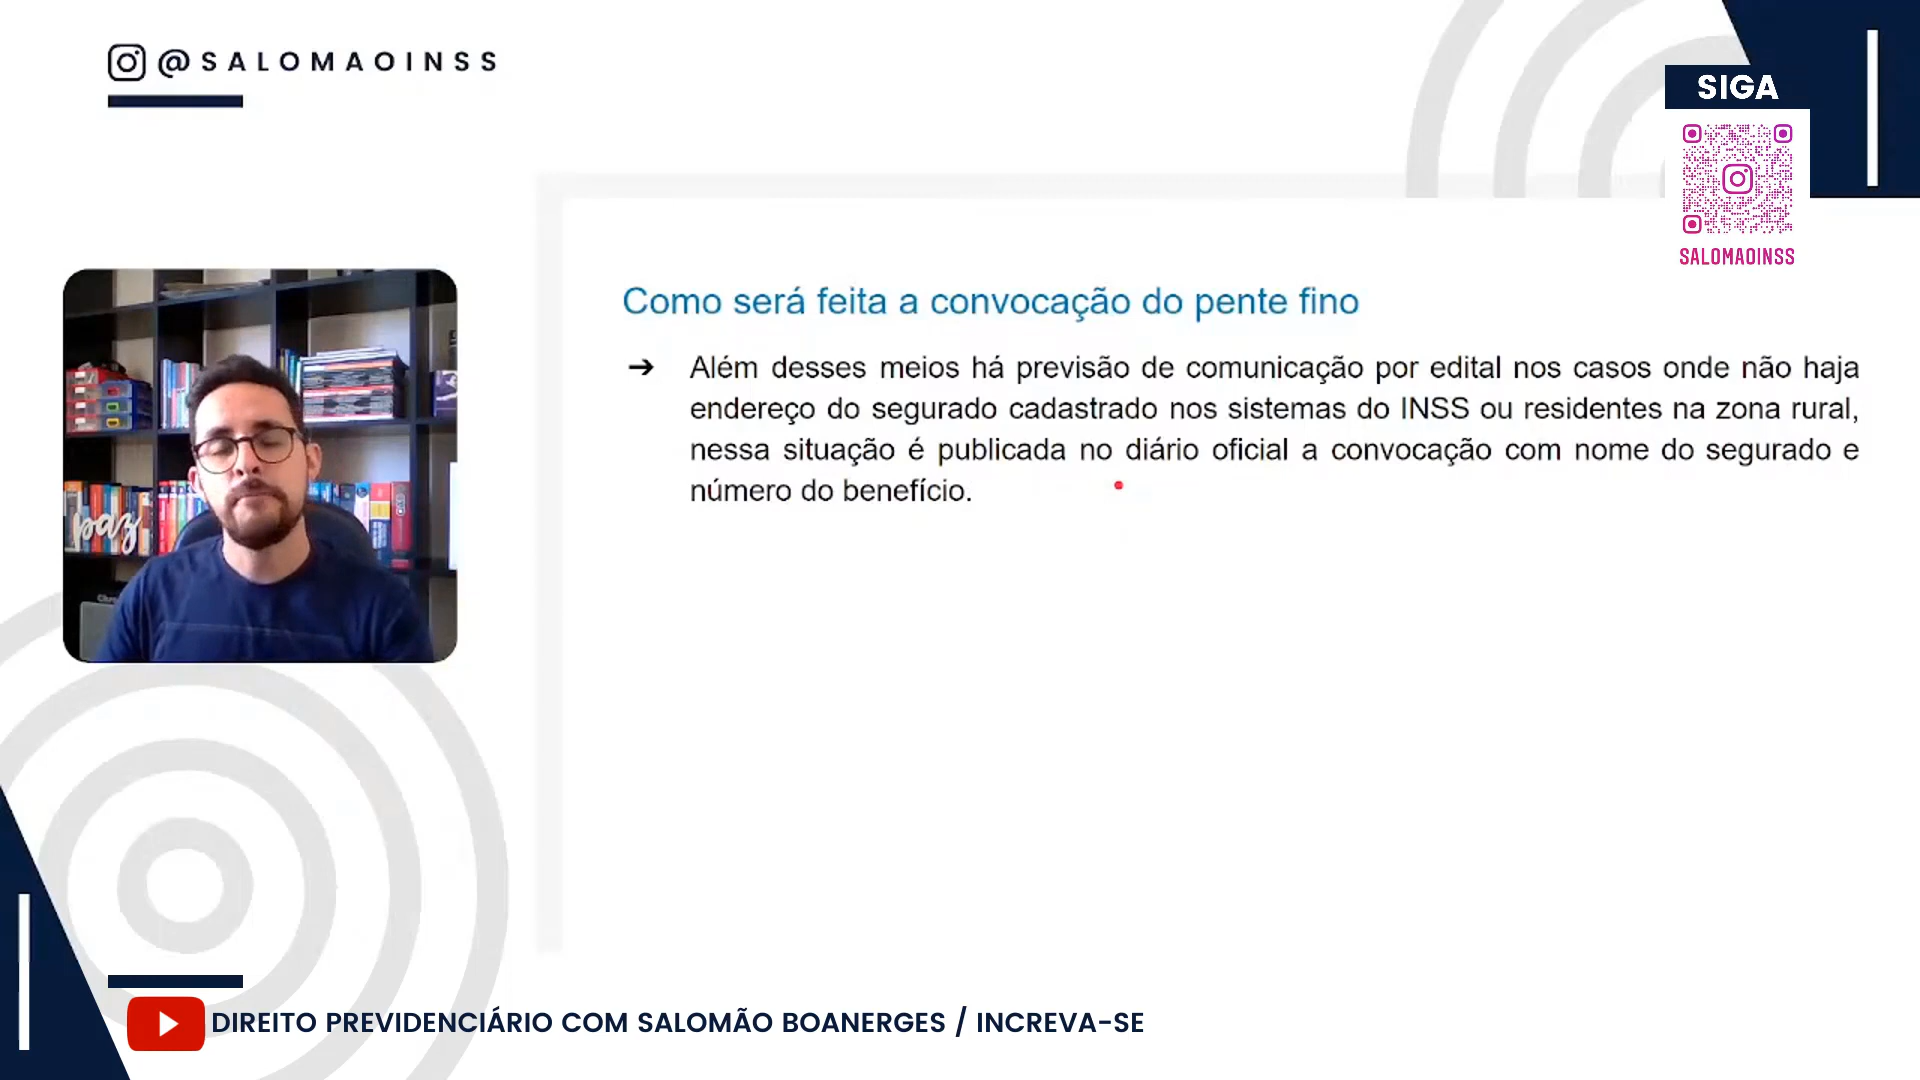 @SALOMAOINSS
SIGA
SALOMAOINSS
Como será feita a convocação do pente fino
➔ Além desses meios há previsão de comunicação por edital nos casos onde não haja
endereço do segurado cadastrado nos sistemas do INSS ou residentes na zona rural,
nessa situação é publicada no diário oficial a convocação com nome do segurado e
número do benefício.
paz
DIREITO PREVIDENCIÁRIO COM SALOMÃO BOANERGES / INCREVA-SE